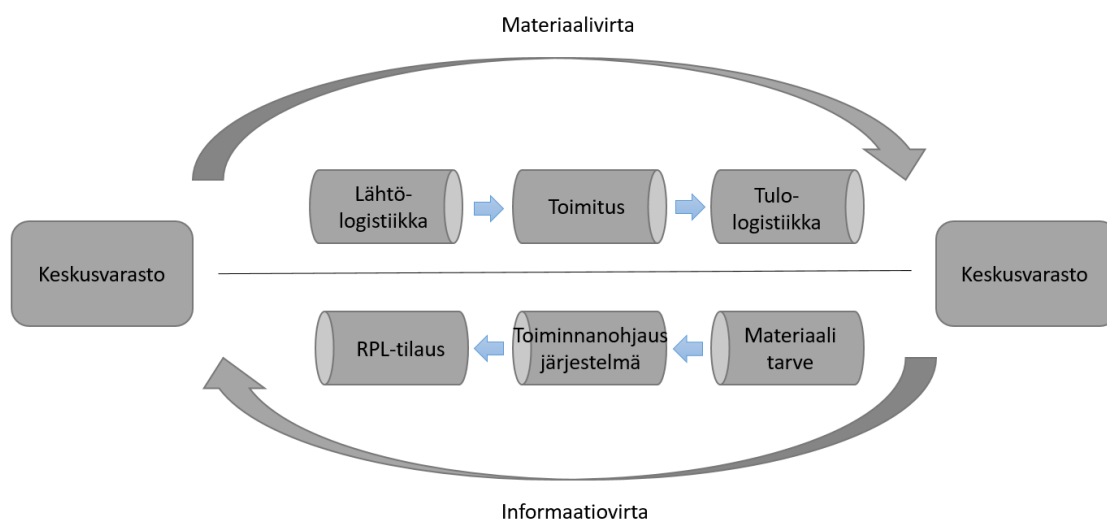 Materiaalivirta
Lähtö-
logistiikka
Toimitus
Tulo-
logistiikka
Keskusvarasto
Keskusvarasto
RPL-tilaus
Toiminnanohjaus
järjestelmä
Materiaali
tarve
Informaatiovirta